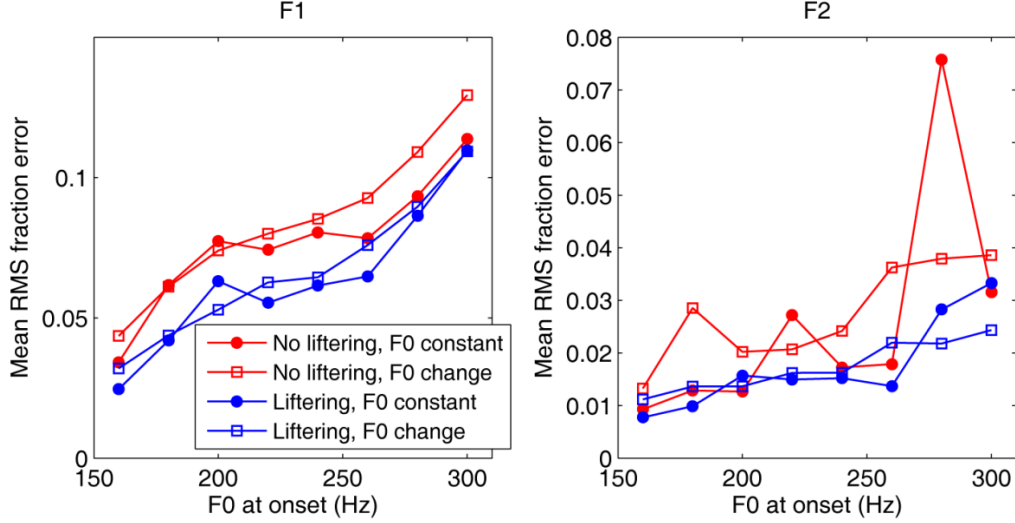 F1
Mean RMS fraction error
0.1
0.05
0
150
200
250
300
F0 at onset (Hz)
No liftering, F0 constant
No liftering, F0 change
Liftering, F0 constant
Liftering, F0 change
F2
Mean RMS fraction error
0.08
0.07
0.06
0.05
0.04
0.03
0.02
0.01
0
150
200
250
300
F0 at onset (Hz)